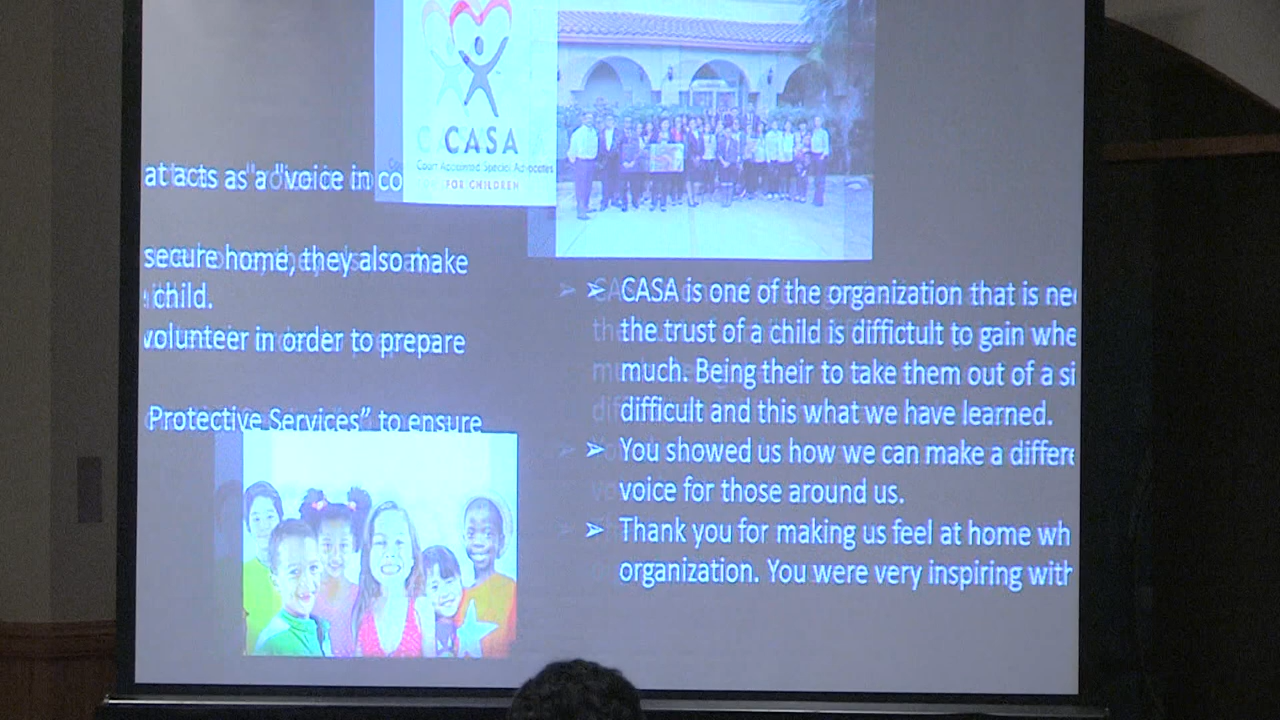 CASA
Court Appointed Special Advocates
FOR CHILDREN
at acts as a "voice in co
secure home, they also make
child.
volunteer in order to prepare
Protective Services” to ensure
➢ CASA is one of the organization that is nee
the trust of a child is diffictult to gain whe
much. Being their to take them out of a si
difficult and this what we have learned.
➢ You showed us how we can make a differe
voice for those around us.
➢ Thank you for making us feel at home wh
organization. You were very inspiring with